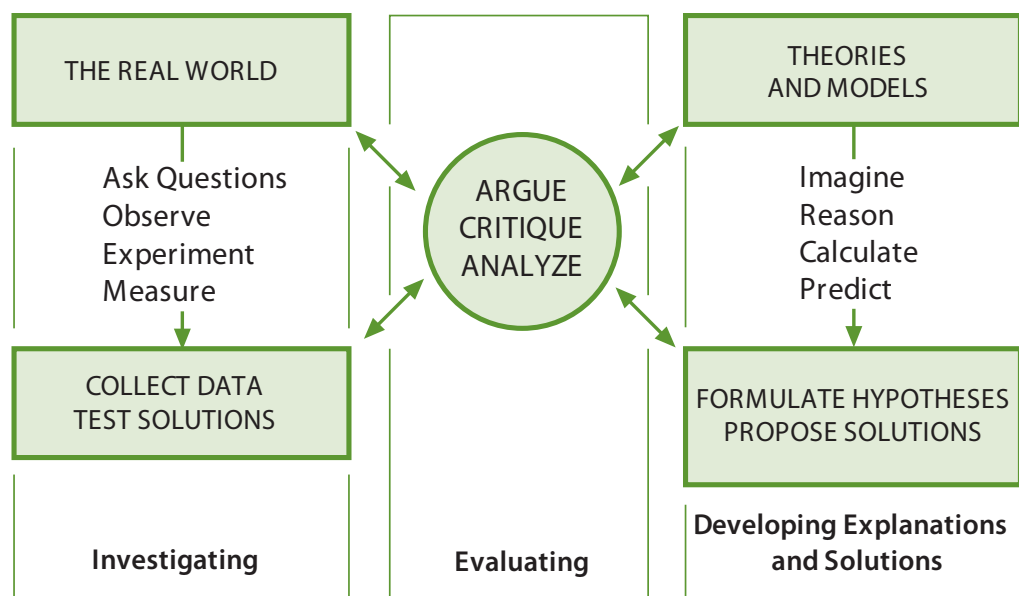 THE REAL WORLD
Ask Questions
Observe
Experiment
Measure
COLLECT DATA
TEST SOLUTIONS
Investigating
ARGUE
CRITIQUE
ANALYZE
Evaluating
THEORIES
AND MODELS
Imagine
Reason
Calculate
Predict
FORMULATE HYPOTHESES
PROPOSE SOLUTIONS
Developing Explanations
and Solutions